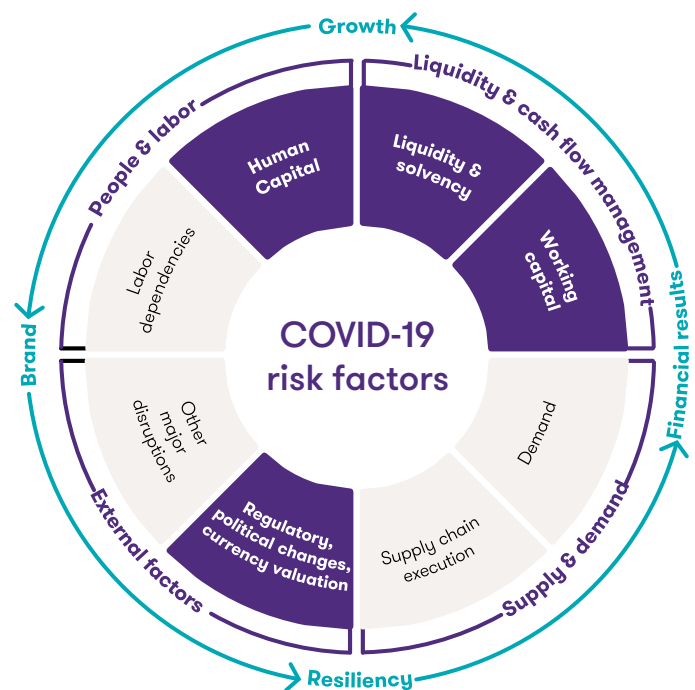 Growth
Liquidity & cash flow management
People & labor
Human
Capital
Liquidity &
solvency
Working
capital
Labor
dependencies
Financial results
Brand
COVID-19
risk factors
Other
major
disruptions
Demand
Regulatory,
political changes,
currency valuation
Supply chain
execution
External factors
Supply & demand
Resiliency